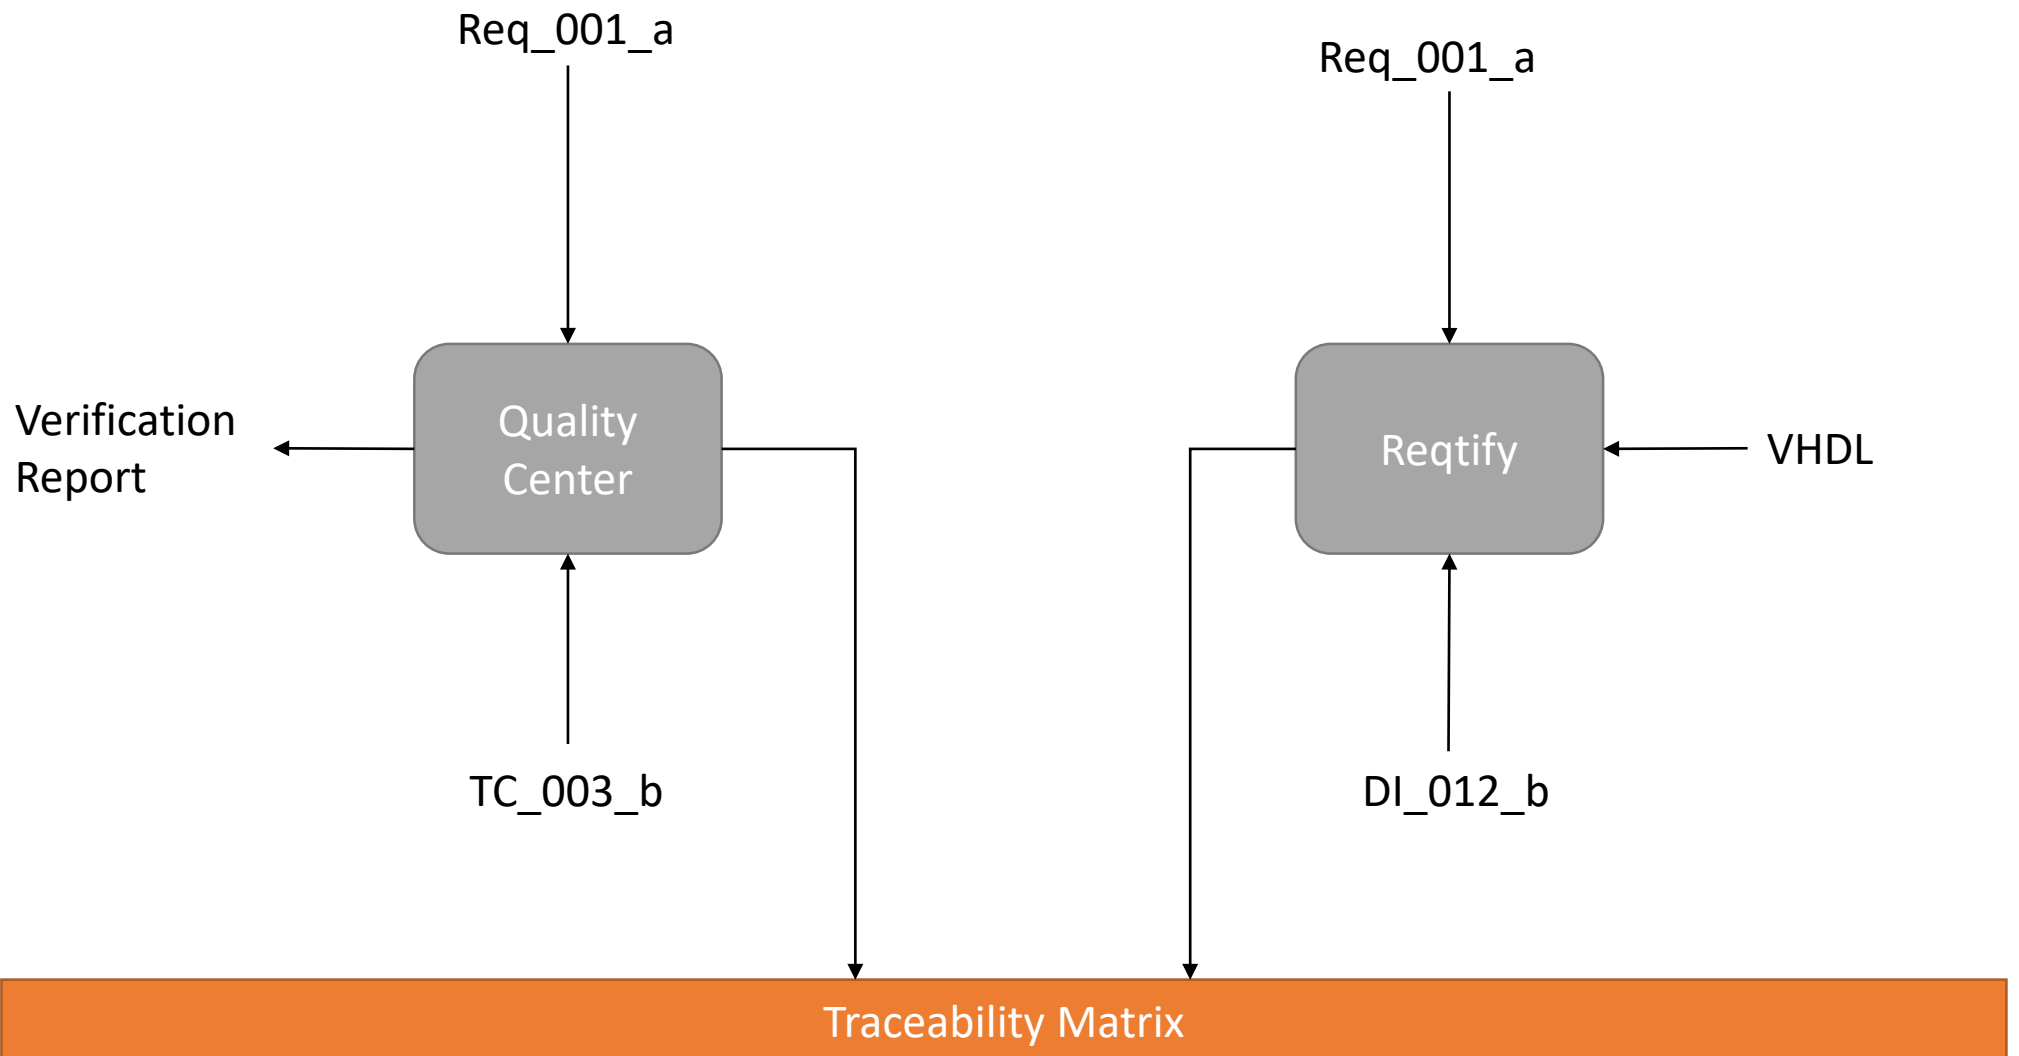 Req_001_a
Req_001_a
Verification
Report
Quality
Center
Reqtify
VHDL
TC_003_b
DI_012_b
Traceability Matrix